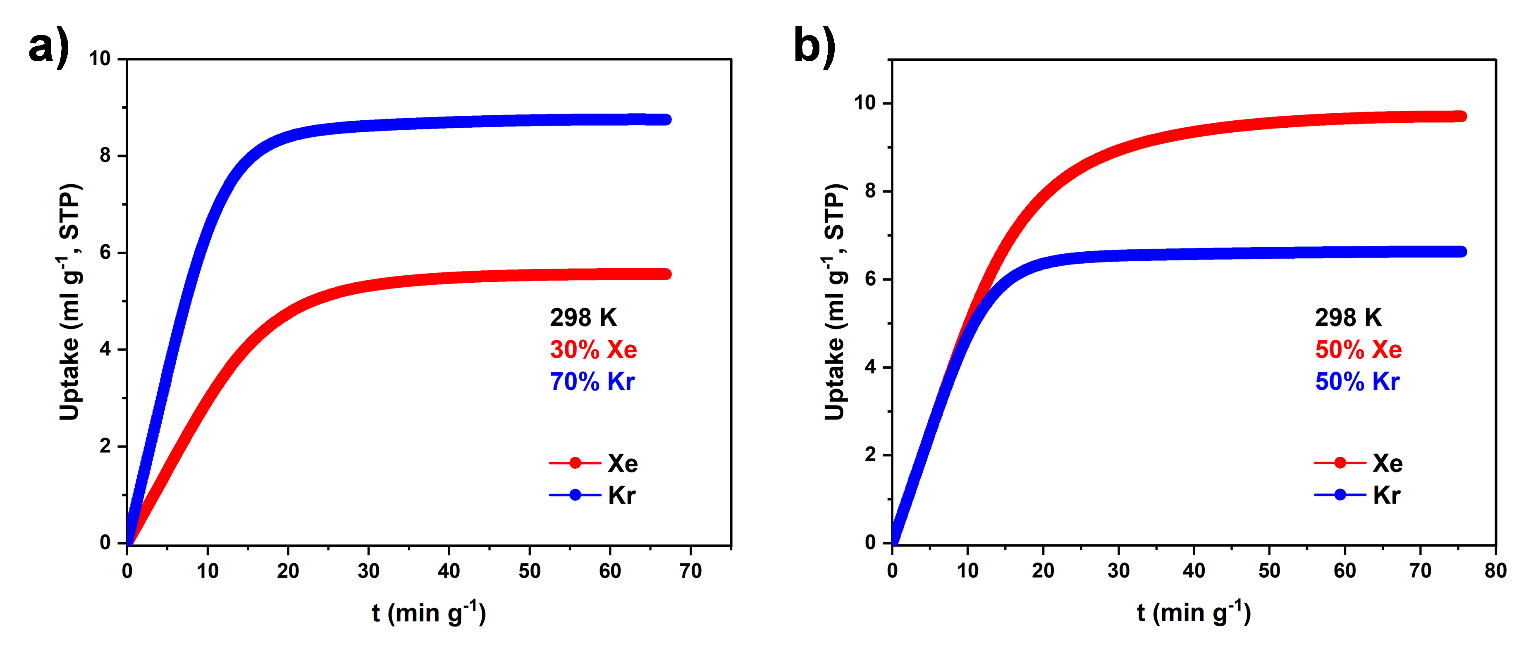 a)
10
8
6
4
2
0
Uptake (ml g⁻¹, STP)
298 K
30% Xe
70% Kr
Xe
Kr
0 10 20 30 40 50 60 70
t (min g⁻¹)
b)
10
8
6
4
2
0
Uptake (ml g⁻¹, STP)
298 K
50% Xe
50% Kr
Xe
Kr
0 10 20 30 40 50 60 70 80
t (min g⁻¹)